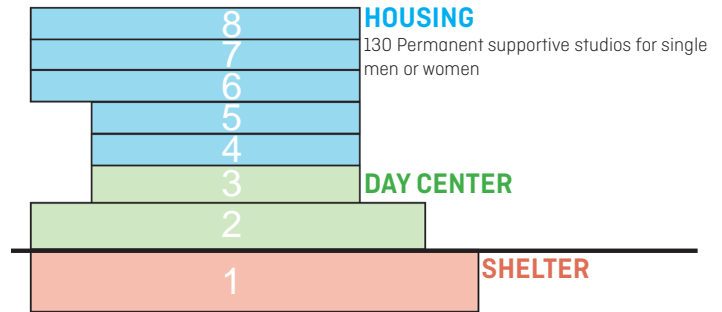 8
HOUSING
7
130 Permanent supportive studios for single
men or women
6
5
4
3
DAY CENTER
2
1
SHELTER